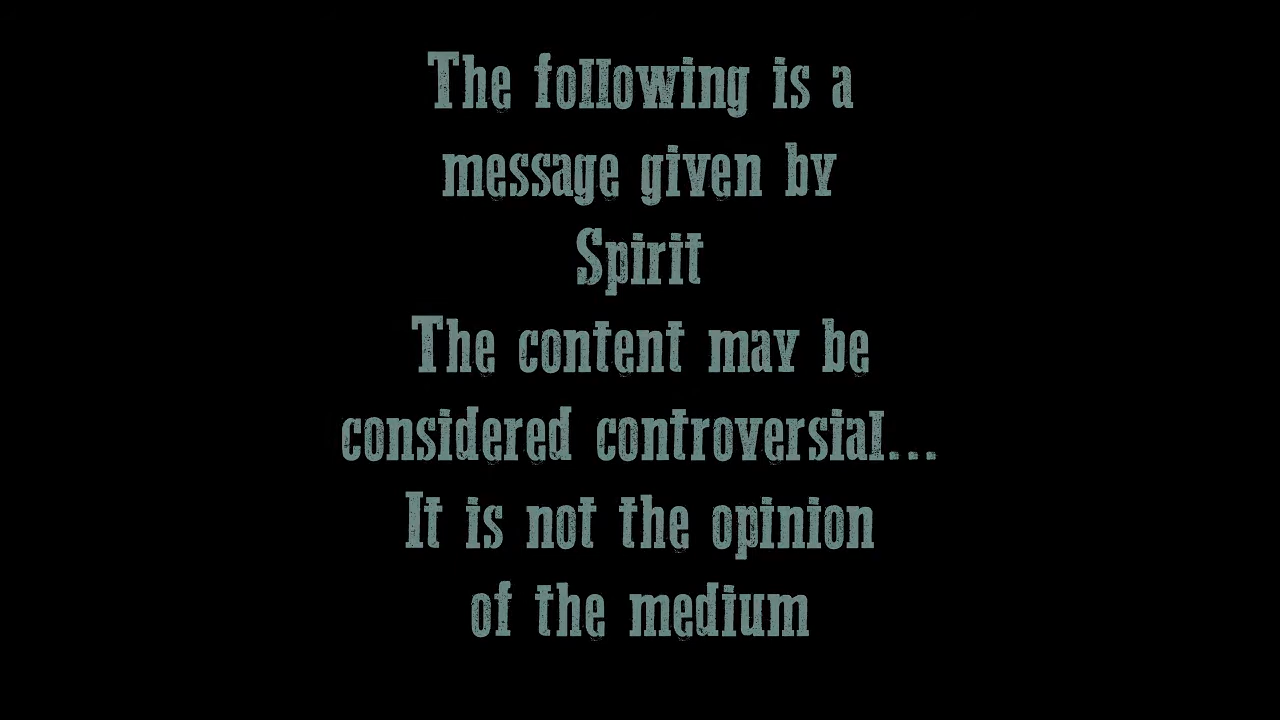 The following is a
message given by
Spirit
The content may be
considered controversial...
It is not the opinion
of the medium